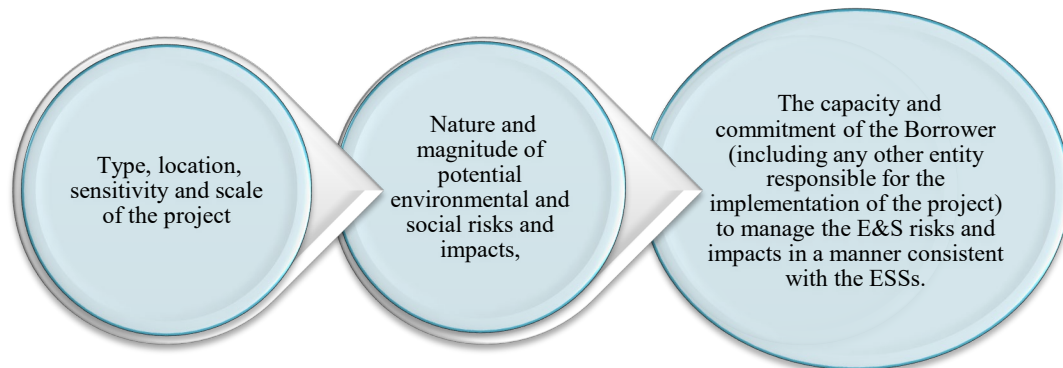 Type, location,
sensitivity and scale
of the project
Nature and
magnitude of
potential
environmental and
social risks and
impacts,
The capacity and
commitment of the Borrower
(including any other entity
responsible for the
implementation of the project)
to manage the E&S risks and
impacts in a manner consistent
with the ESSs.